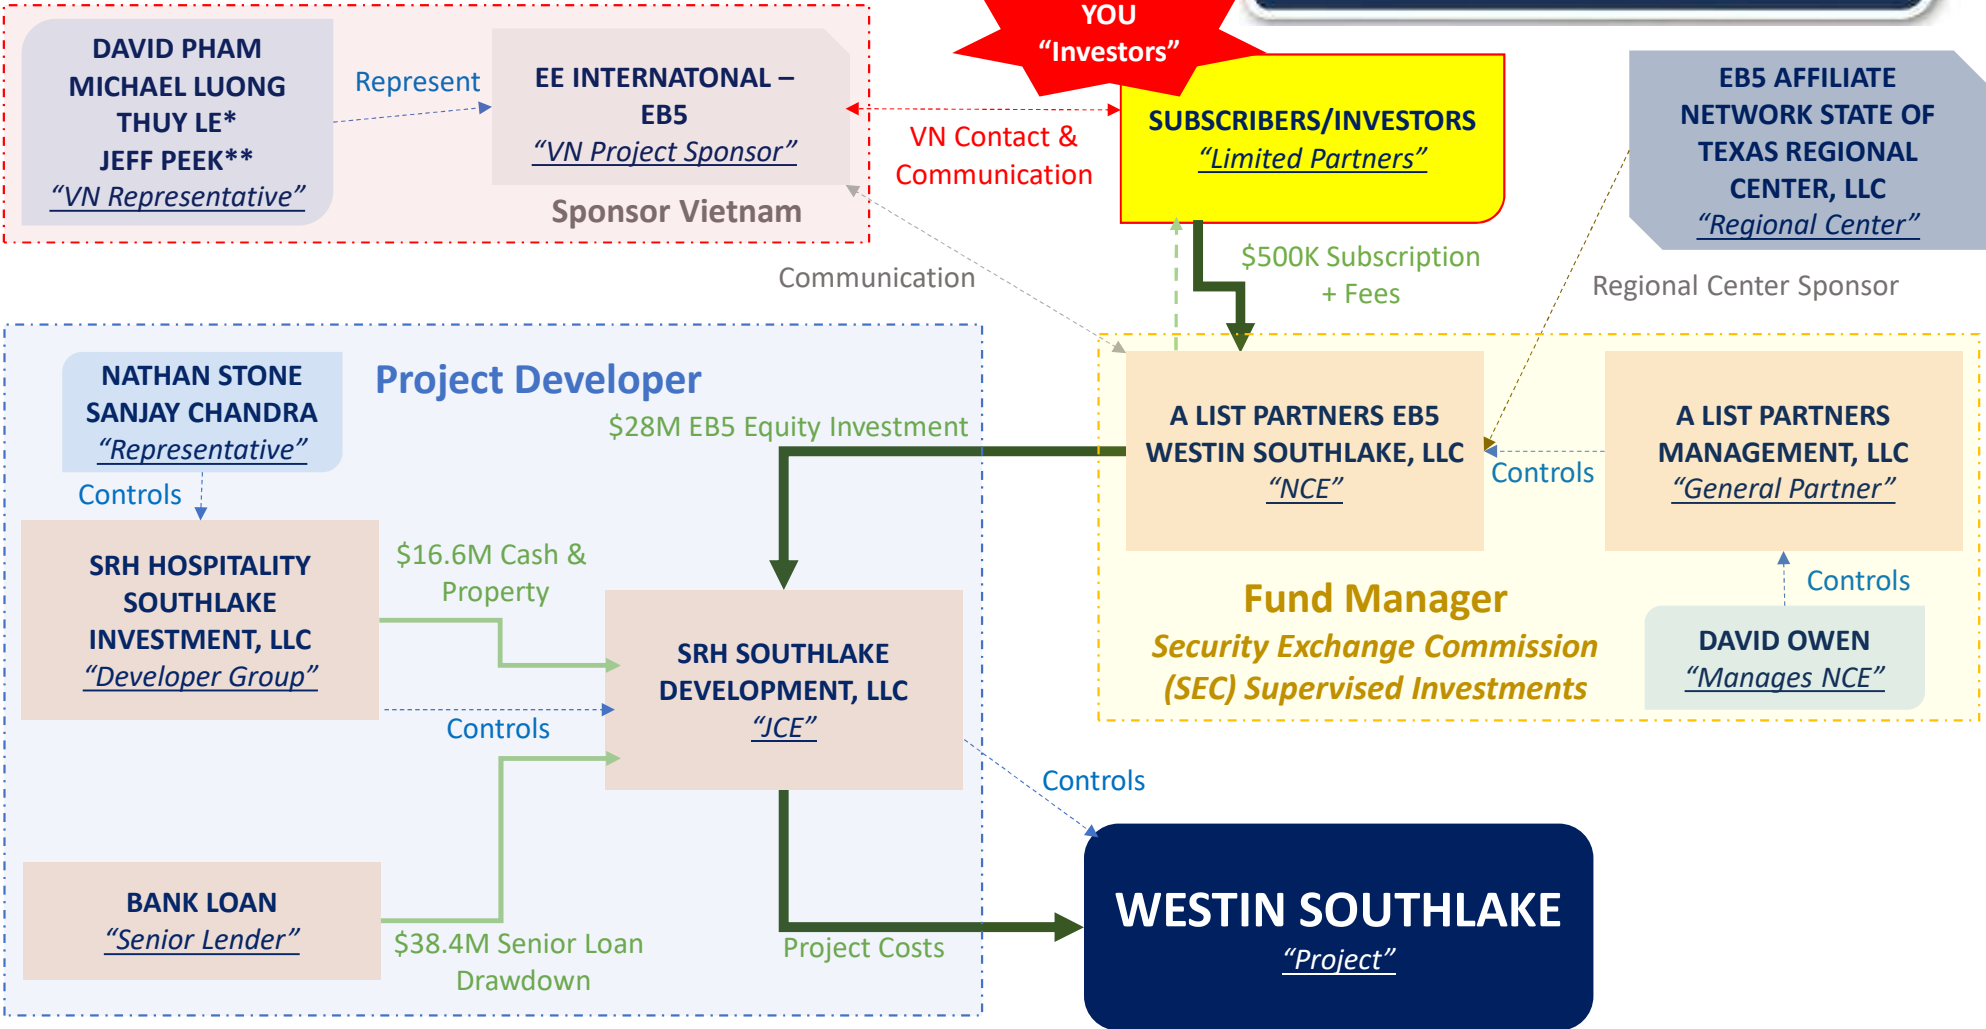 YOU
“Investors”
DAVID PHAM
MICHAEL LUONG
THUY LE*
JEFF PEEK**
“VN Representative”
Represent
EE INTERNATONAL –
EB5
“VN Project Sponsor”
Sponsor Vietnam
VN Contact &
Communication
SUBSCRIBERS/INVESTORS
“Limited Partners”
EB5 AFFILIATE
NETWORK STATE OF
TEXAS REGIONAL
CENTER, LLC
“Regional Center”
Communication
$500K Subscription
+ Fees
Regional Center Sponsor
NATHAN STONE
SANJAY CHANDRA
“Representative”
Project Developer
$28M EB5 Equity Investment
Controls
A LIST PARTNERS EB5
WESTIN SOUTHLAKE, LLC
“NCE”
Controls
A LIST PARTNERS
MANAGEMENT, LLC
“General Partner”
SRH HOSPITALITY
SOUTHLAKE
INVESTMENT, LLC
“Developer Group”
$16.6M Cash &
Property
Controls
SRH SOUTHLAKE
DEVELOPMENT, LLC
“JCE”
Fund Manager
Security Exchange Commission
(SEC) Supervised Investments
Controls
DAVID OWEN
“Manages NCE”
Controls
BANK LOAN
“Senior Lender”
$38.4M Senior Loan
Drawdown
Project Costs
WESTIN SOUTHLAKE
“Project”